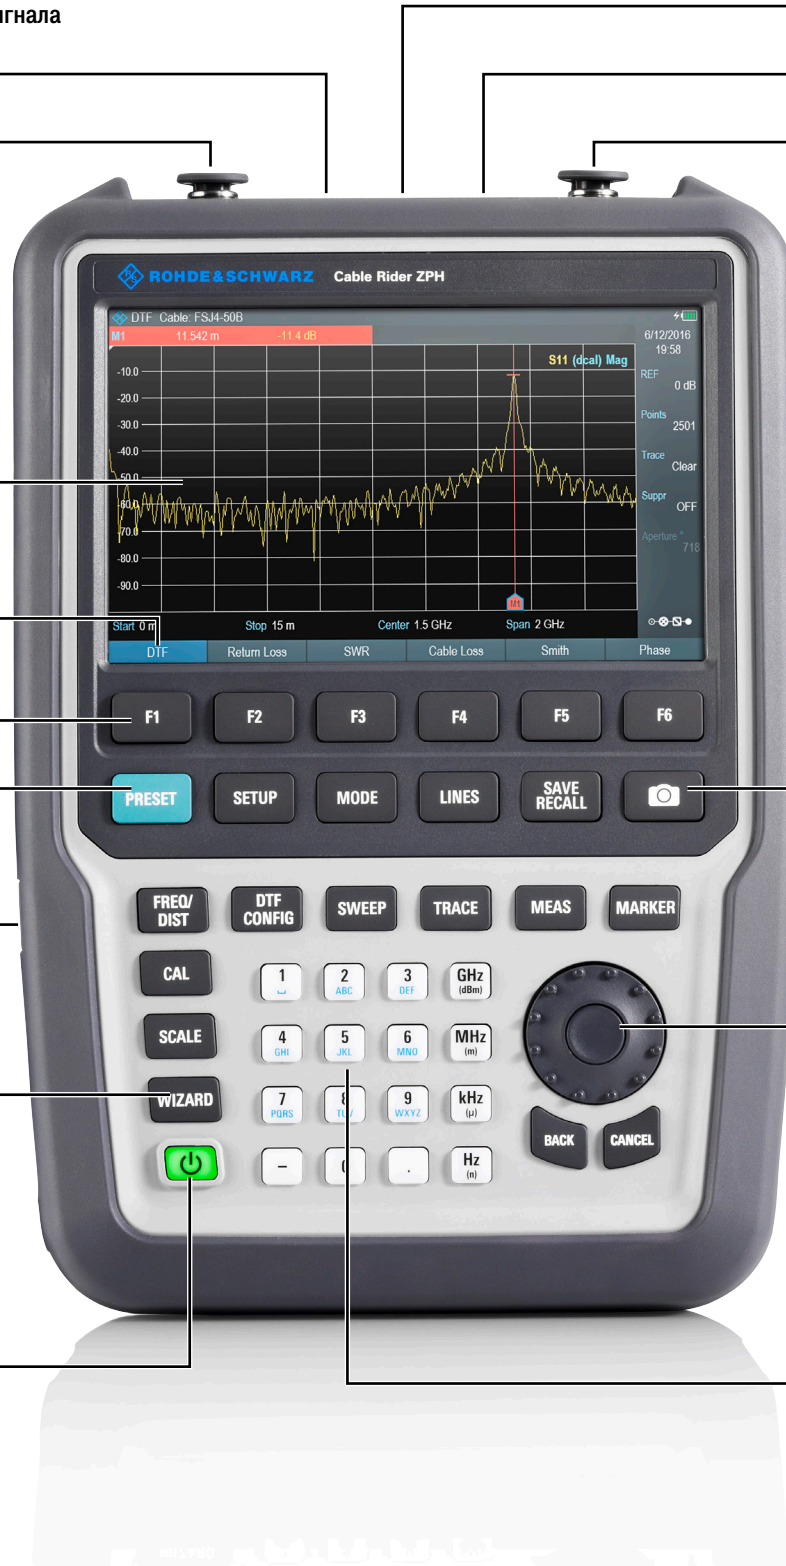 игнала
ROHDE&SCHWARZ Cable Rider ZPH
DTF Cable: FSJ4-50B
M1 11.542 m -11.4 dB
6/12/2016
19:58
S11 (dcal) Mag
REF
0 dB
Points
2501
Trace
Clear
Suppr
OFF
Aperture *
718
-10.0
-20.0
-30.0
-40.0
-50.0
-60.0
-70.0
-80.0
-90.0
M1
Start 0 m Stop 15 m Center 1.5 GHz Span 2 GHz
DTF Return Loss SWR Cable Loss Smith Phase
F1 F2 F3 F4 F5 F6
PRESET SETUP MODE LINES SAVE RECALL
FREQ/ DIST DTF CONFIG SWEEP TRACE MEAS MARKER
CAL
SCALE
WIZARD
1 2 ABC 3 DEF GHz (dBm)
4 GHI 5 JKL 6 MNO MHz (m)
7 PQRS 8 TUV 9 WXYZ kHz (μ)
– 0 . Hz (n)
BACK CANCEL